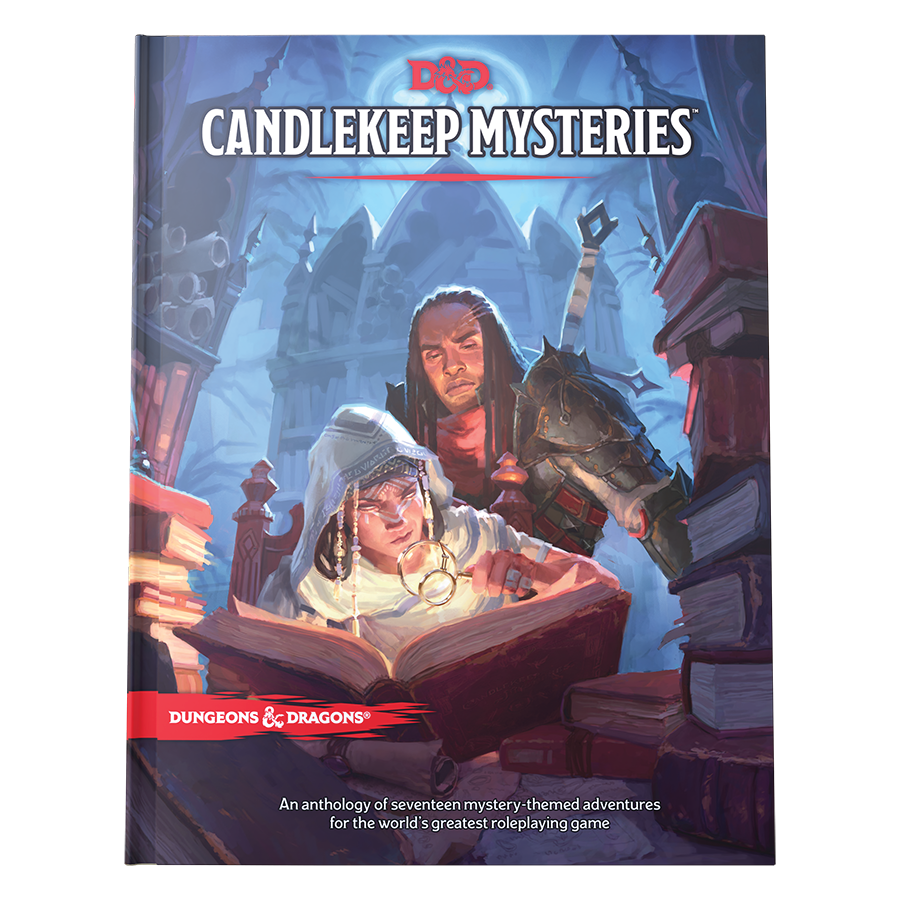 D&D®
CANDLEKEEP MYSTERIES™
DUNGEONS & DRAGONS®
An anthology of seventeen mystery-themed adventures
for the world's greatest roleplaying game